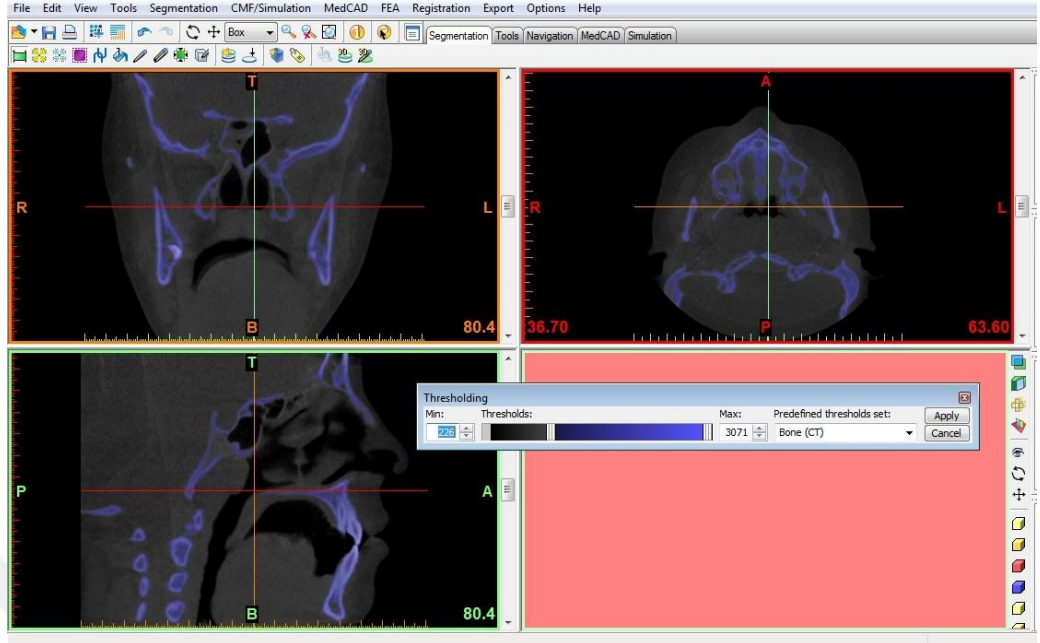 File Edit View Tools Segmentation CMF/Simulation MedCAD FEA Registration Export Options Help
Box Segmentation Tools Navigation MedCAD Simulation
T
R
L
B
80.4
A
R
L
36.70
P
63.60
T
P
A
B
80.4
Thresholding
Min: Thresholds: Max: Predefined thresholds set: Apply
226 3071 Bone (CT) Cancel